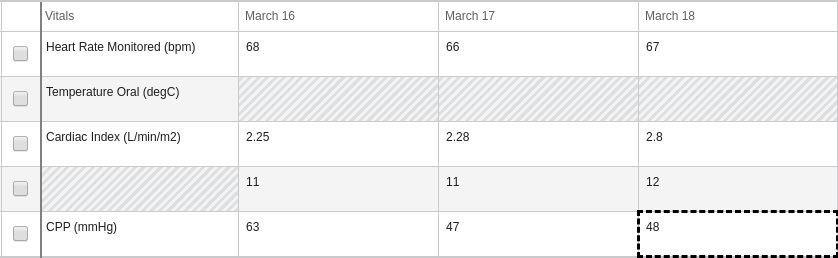 Vitals March 16 March 17 March 18
Heart Rate Monitored (bpm) 68 66 67
Temperature Oral (degC)
Cardiac Index (L/min/m2) 2.25 2.28 2.8
11 11 12
CPP (mmHg) 63 47 48